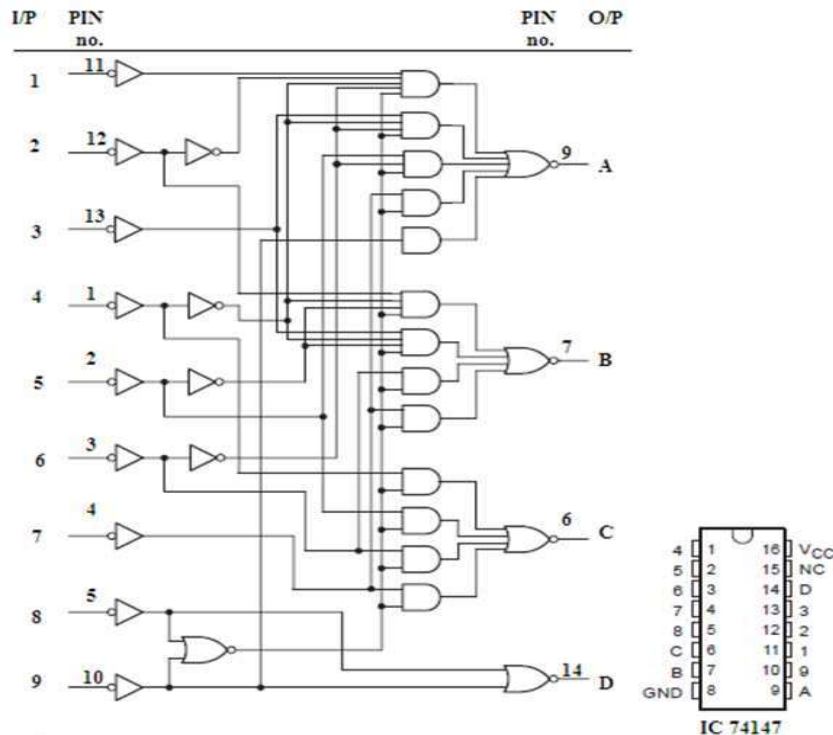 I/P PIN no. PIN no. O/P
1 11
2 12
9 A
3 13
4 1
7 B
5 2
6 3
6 C
7 4
8 5
14 D
9 10
4 1 16 VCC
5 2 15 NC
6 3 14 D
7 4 13 3
8 5 12 2
C 6 11 1
B 7 10 9
GND 8 9 A
IC 74147